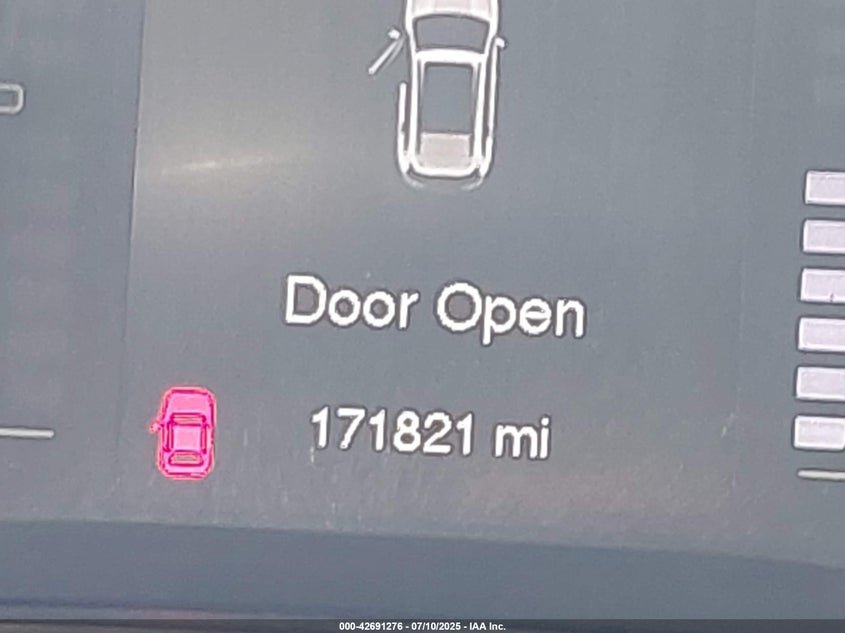 Door Open
171821 mi
000-42691276 - 07/10/2025 - IAA Inc.